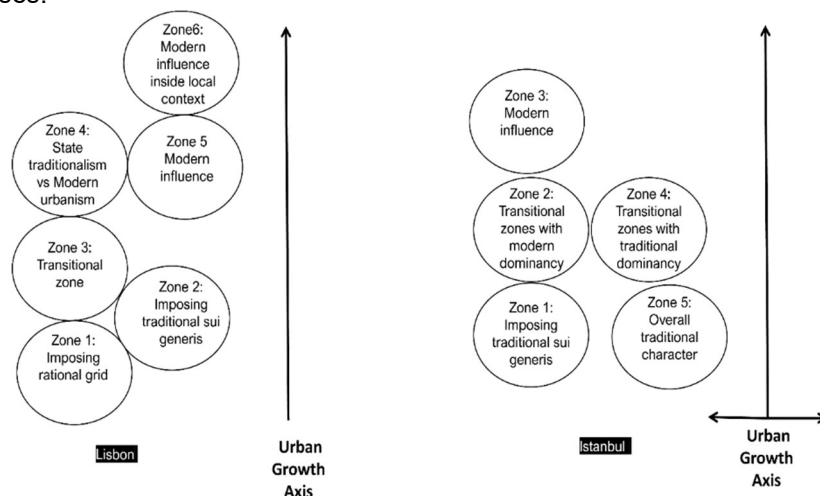 Zone6:
Modern
influence
inside local
context
Zone 4:
State
traditionalism
vs Modern
urbanism
Zone 5
Modern
influence
Zone 3:
Transitional
zone
Zone 2:
Imposing
traditional sui
generis
Zone 1:
Imposing
rational grid
Lisbon
Urban
Growth
Axis
Zone 3:
Modern
influence
Zone 2:
Transitional
zones with
modern
dominancy
Zone 4:
Transitional
zones with
traditional
dominancy
Zone 1:
Imposing
traditional sui
generis
Zone 5:
Overall
traditional
character
Istanbul
Urban
Growth
Axis